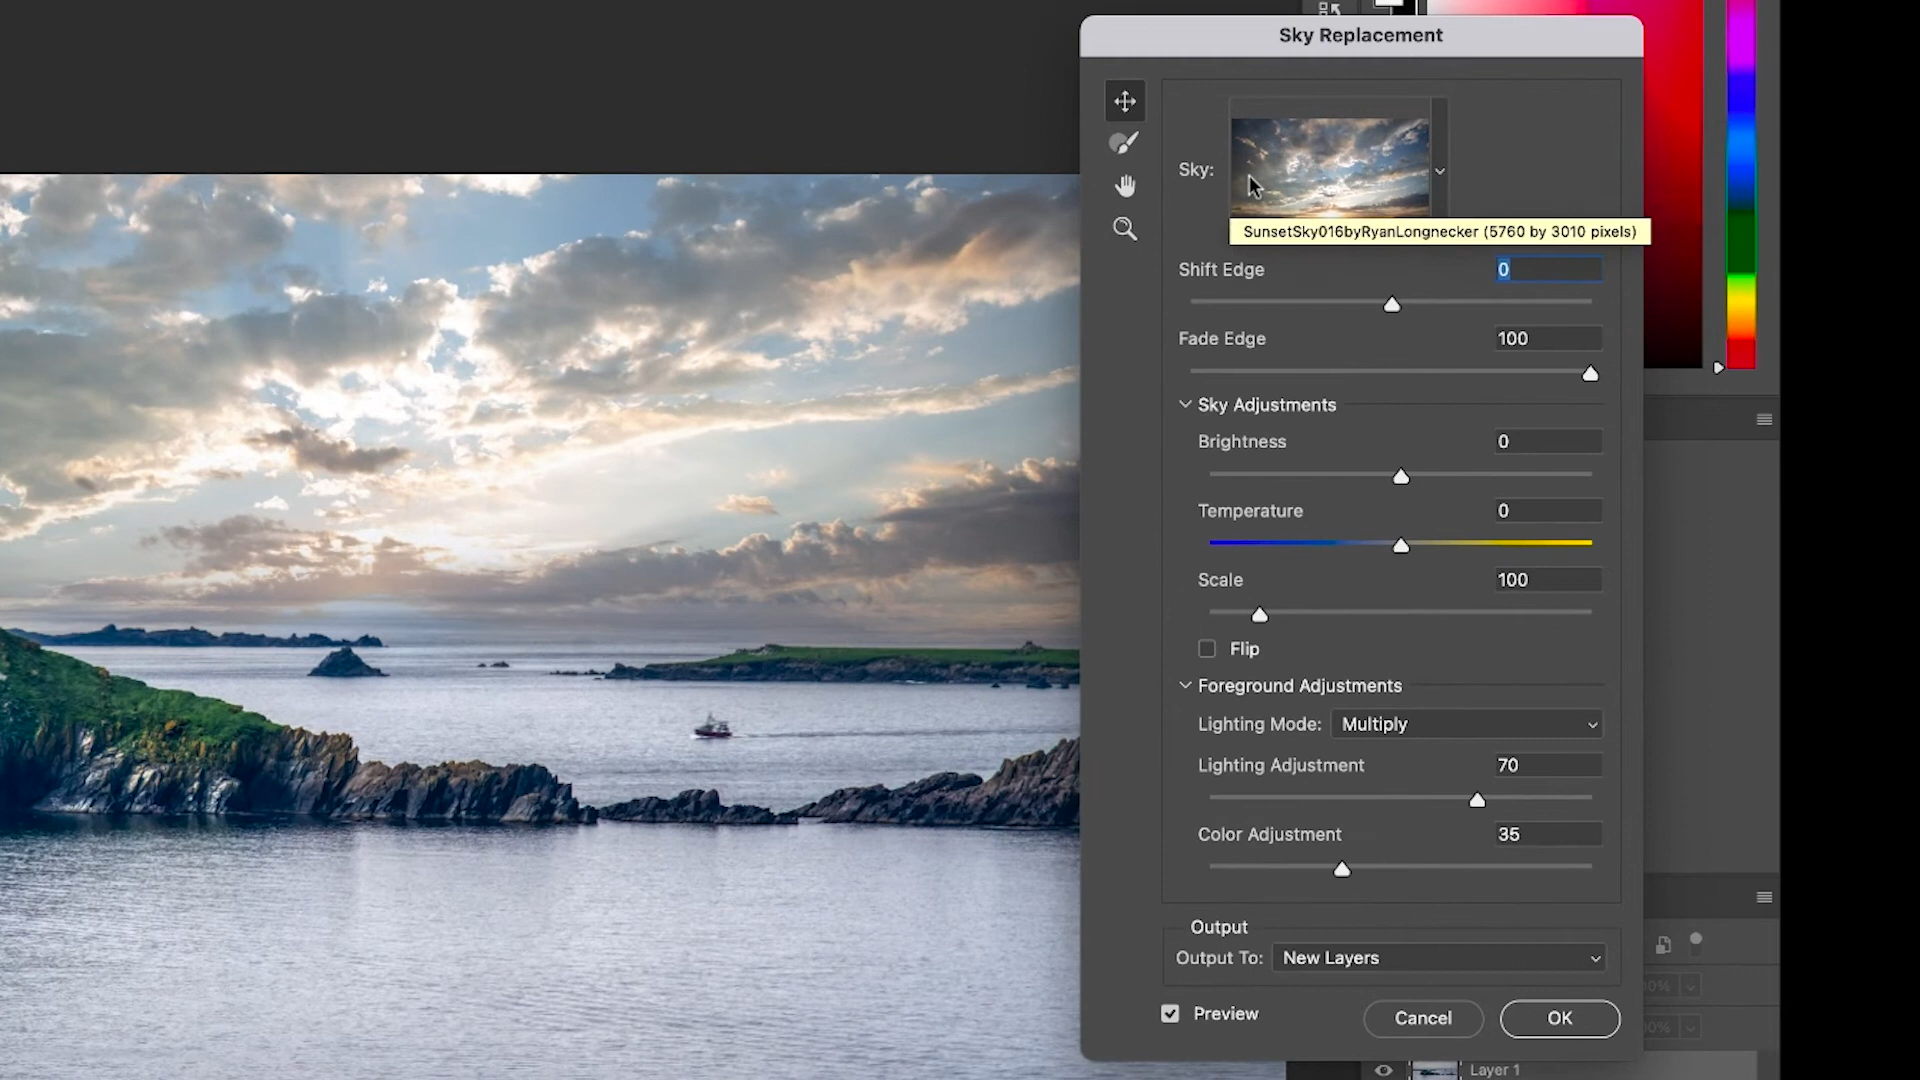 Sky Replacement
Sky:
SunsetSky016byRyanLongnecker (5760 by 3010 pixels)
Shift Edge 0
Fade Edge 100
Sky Adjustments
Brightness 0
Temperature 0
Scale 100
Flip
Foreground Adjustments
Lighting Mode: Multiply
Lighting Adjustment 70
Color Adjustment 35
Output
Output To: New Layers
Preview Cancel OK
Layer 1